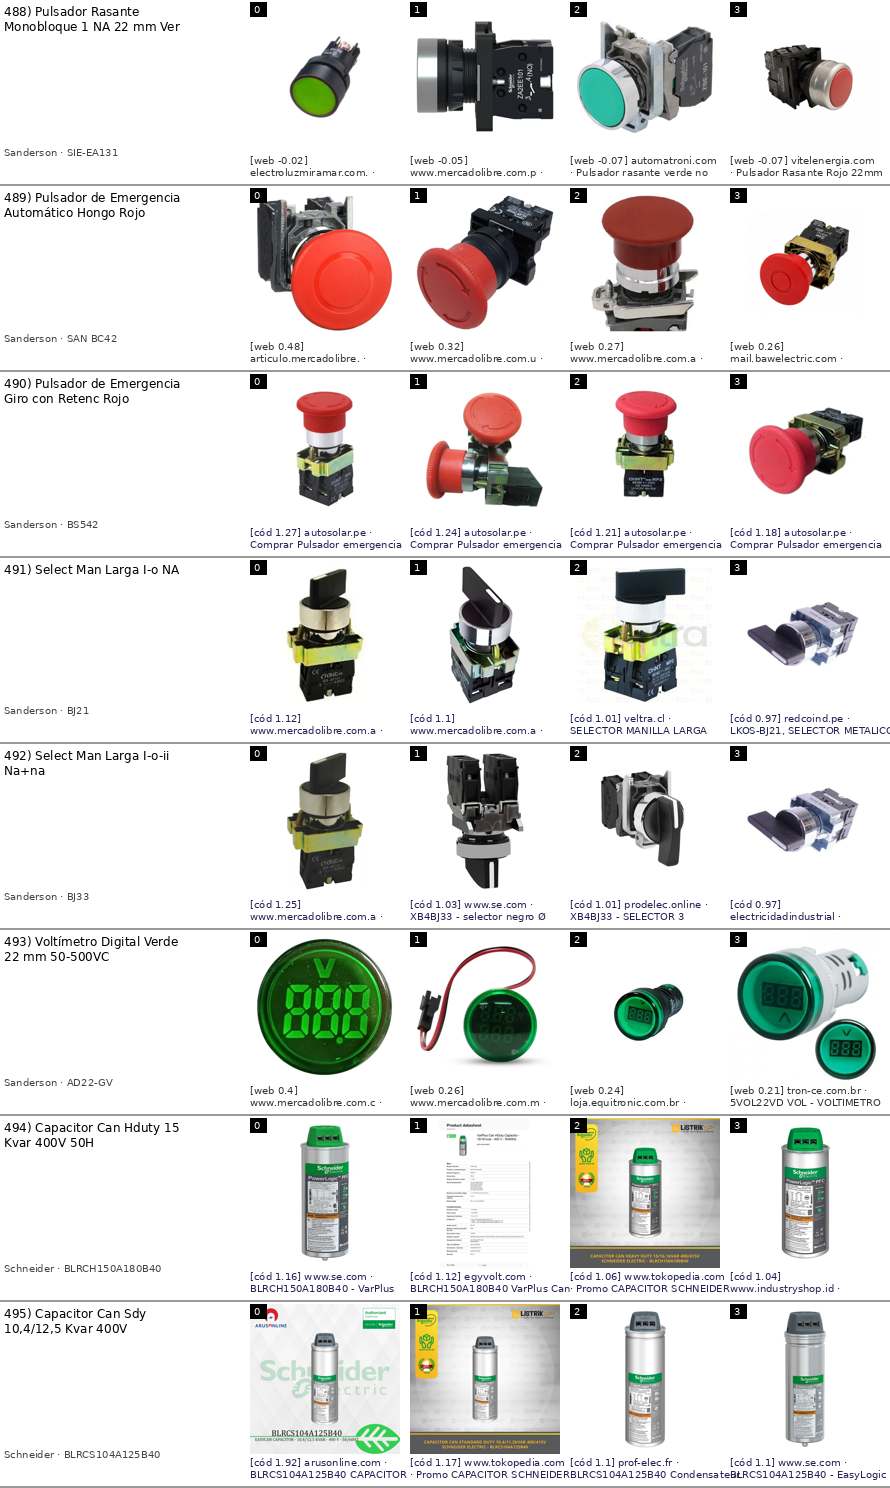 488) Pulsador Rasante
Monobloque 1 NA 22 mm Ver
Sanderson · SIE-EA131
0
[web -0.02]
electroluzmiramar.com. ·
1
[web -0.05]
www.mercadolibre.com.p ·
2
[web -0.07] automatroni.com
· Pulsador rasante verde no
3
[web -0.07] vitelenergia.com
· Pulsador Rasante Rojo 22mm
489) Pulsador de Emergencia
Automático Hongo Rojo
Sanderson · SAN BC42
0
[web 0.48]
articulo.mercadolibre. ·
1
[web 0.32]
www.mercadolibre.com.u ·
2
[web 0.27]
www.mercadolibre.com.a ·
3
[web 0.26]
mail.bawelectric.com ·
490) Pulsador de Emergencia
Giro con Retenc Rojo
Sanderson · BS542
0
[cód 1.27] autosolar.pe ·
Comprar Pulsador emergencia
1
[cód 1.24] autosolar.pe ·
Comprar Pulsador emergencia
2
[cód 1.21] autosolar.pe ·
Comprar Pulsador emergencia
3
[cód 1.18] autosolar.pe ·
Comprar Pulsador emergencia
491) Select Man Larga I-o NA
Sanderson · BJ21
0
[cód 1.12]
www.mercadolibre.com.a ·
1
[cód 1.1]
www.mercadolibre.com.a ·
2
[cód 1.01] veltra.cl ·
SELECTOR MANILLA LARGA
3
[cód 0.97] redcoind.pe ·
LKOS-BJ21, SELECTOR METALICO
492) Select Man Larga I-o-ii
Na+na
Sanderson · BJ33
0
[cód 1.25]
www.mercadolibre.com.a ·
1
[cód 1.03] www.se.com ·
XB4BJ33 - selector negro Ø
2
[cód 1.01] prodelec.online ·
XB4BJ33 - SELECTOR 3
3
[cód 0.97]
electricidadindustrial ·
493) Voltímetro Digital Verde
22 mm 50-500VC
Sanderson · AD22-GV
0
V
888
[web 0.4]
www.mercadolibre.com.c ·
1
[web 0.26]
www.mercadolibre.com.m ·
2
[web 0.24]
loja.equitronic.com.br ·
3
[web 0.21] tron-ce.com.br ·
5VOL22VD VOL - VOLTIMETRO
494) Capacitor Can Hduty 15
Kvar 400V 50H
Schneider · BLRCH150A180B40
0
Schneider
[cód 1.16] www.se.com ·
BLRCH150A180B40 - VarPlus
1
Product datasheet
[cód 1.12] egyvolt.com ·
BLRCH150A180B40 VarPlus Can
2
LISTRIK
[cód 1.06] www.tokopedia.com
· Promo CAPACITOR SCHNEIDER
3
Schneider
[cód 1.04]
www.industryshop.id ·
495) Capacitor Can Sdy
10,4/12,5 Kvar 400V
Schneider · BLRCS104A125B40
0
Schneider
Electric
BLRCS104A125B40
[cód 1.92] arusonline.com ·
BLRCS104A125B40 CAPACITOR
1
LISTRIK
[cód 1.17] www.tokopedia.com
· Promo CAPACITOR SCHNEIDER
2
Schneider
[cód 1.1] prof-elec.fr ·
BLRCS104A125B40 Condensateur
3
Schneider
[cód 1.1] www.se.com ·
BLRCS104A125B40 - EasyLogic